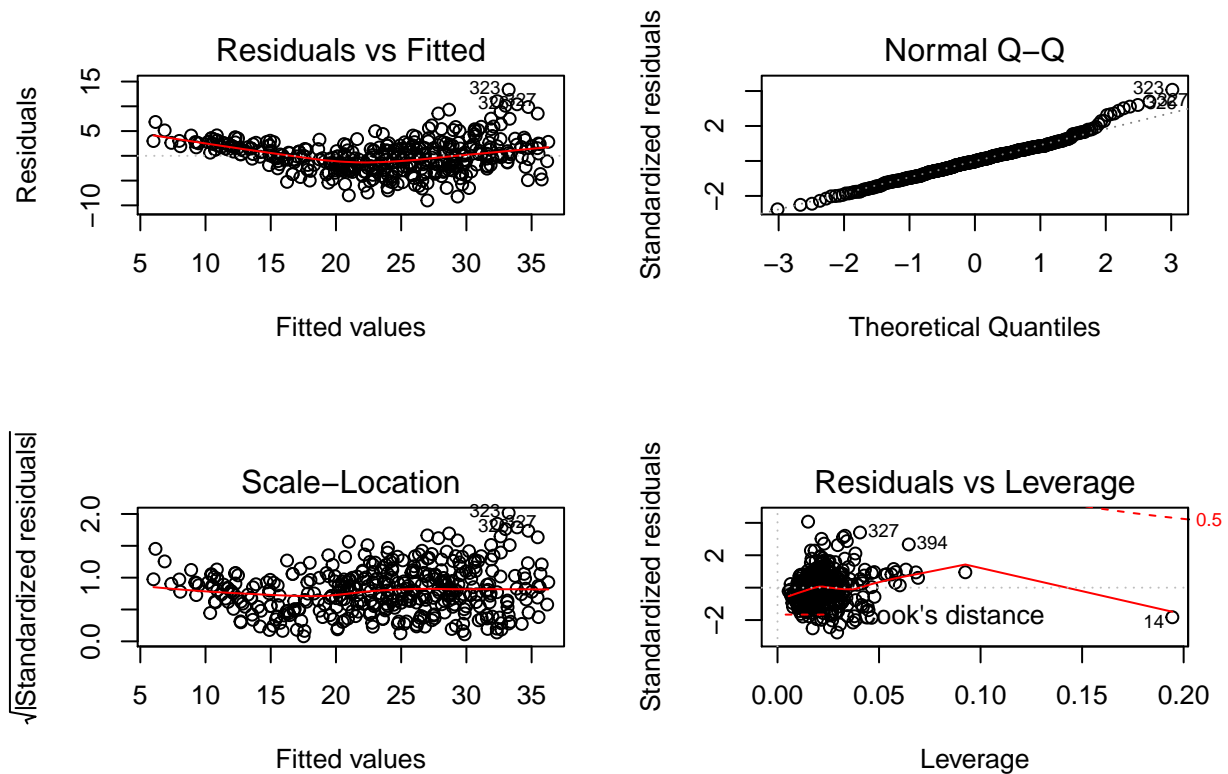 Residuals vs Fitted
Residuals
15
5
−10
323
327
5 10 15 20 25 30 35
Fitted values
Normal Q−Q
Standardized residuals
2
−2
323
−3 −2 −1 0 1 2 3
Theoretical Quantiles
Scale−Location
√|Standardized residuals|
2.0
1.0
0.0
323
327
5 10 15 20 25 30 35
Fitted values
Residuals vs Leverage
Standardized residuals
2
−2
0.5
327
394
14
Cook's distance
0.00 0.05 0.10 0.15 0.20
Leverage